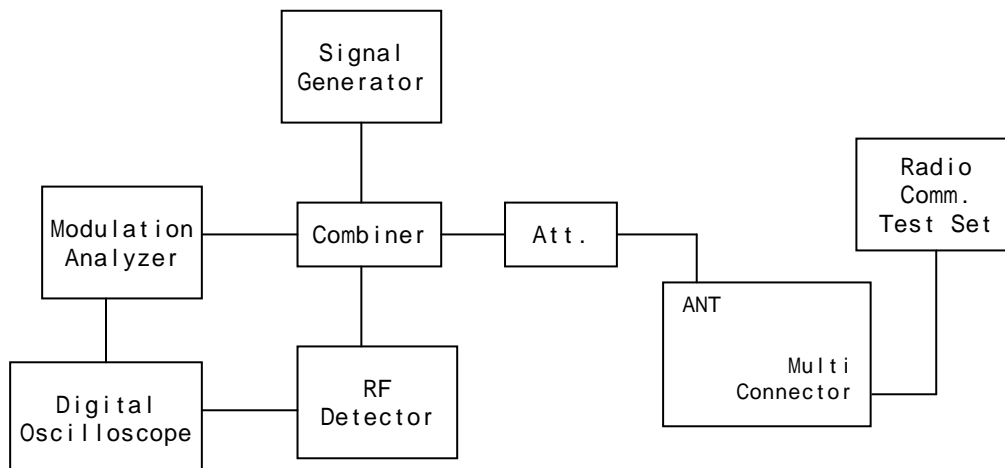 Signal
Generator
Radio
Comm.
Test Set
Modulation
Analyzer
Combiner
Att.
ANT
Multi
Connector
RF
Detector
Digital
Oscilloscope